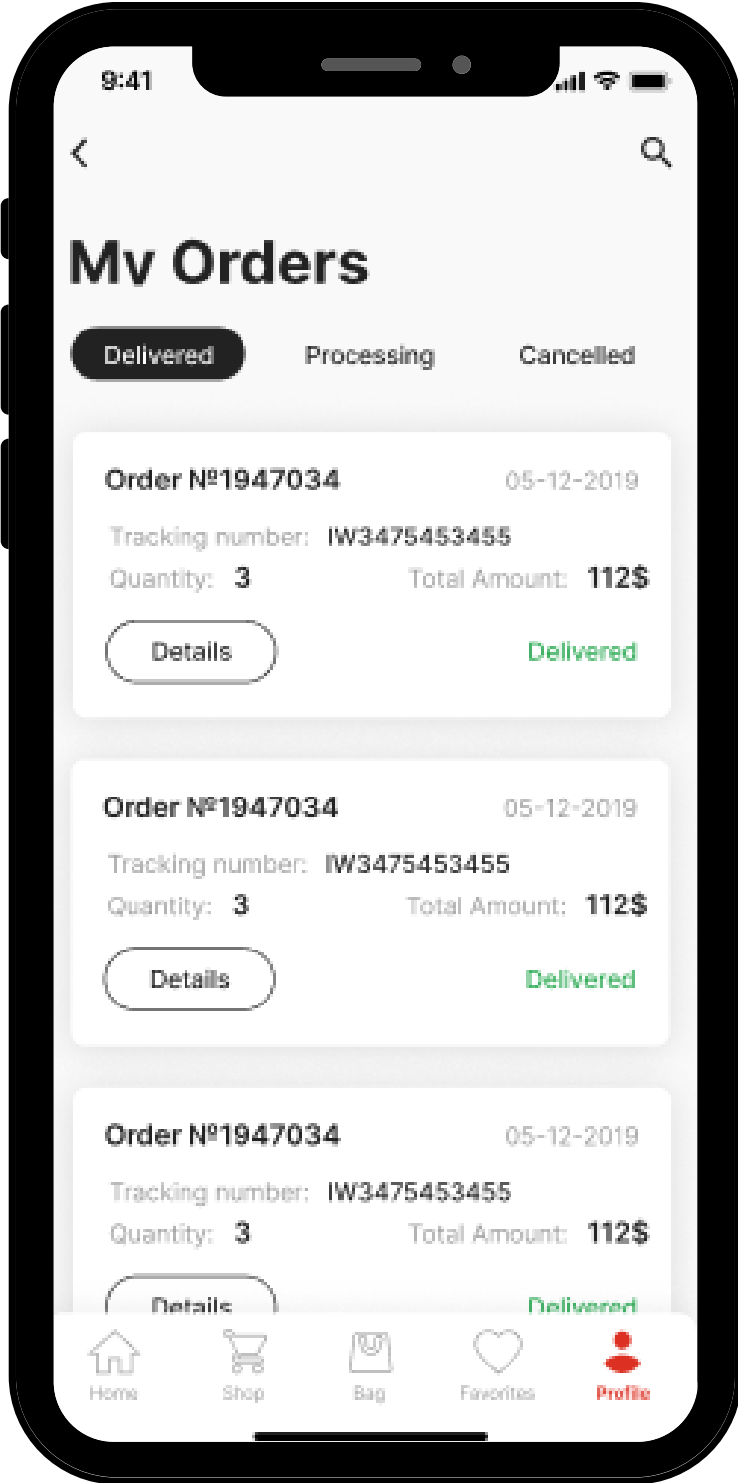 9:41
My Orders
Delivered Processing Cancelled
Order №1947034 05-12-2019
Tracking number: IW3475453455
Quantity: 3 Total Amount: 112$
Details Delivered
Order №1947034 05-12-2019
Tracking number: IW3475453455
Quantity: 3 Total Amount: 112$
Details Delivered
Order №1947034 05-12-2019
Tracking number: IW3475453455
Quantity: 3 Total Amount: 112$
Details Delivered
Home Shop Bag Favorites Profile